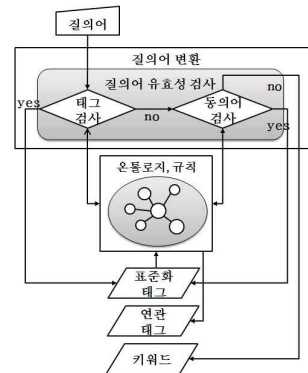 질의어
질의어 변환
질의어 유효성 검사
no
yes
태그
검사
no
동의어
검사
yes
온톨로지, 규칙
표준화
태그
연관
태그
키워드